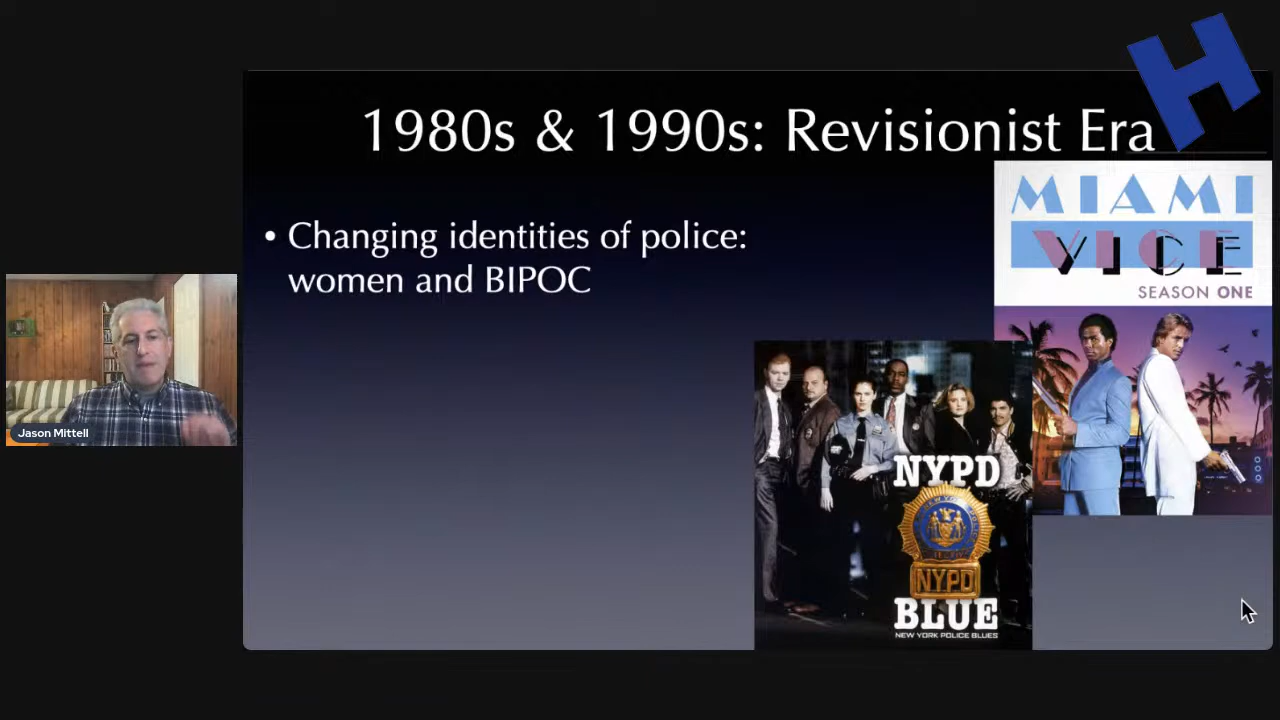 H
1980s & 1990s: Revisionist Era
• Changing identities of police:
women and BIPOC
MIAMI
VICE
SEASON ONE
NYPD
NYPD
BLUE
NEW YORK POLICE BLUES
Jason Mittell